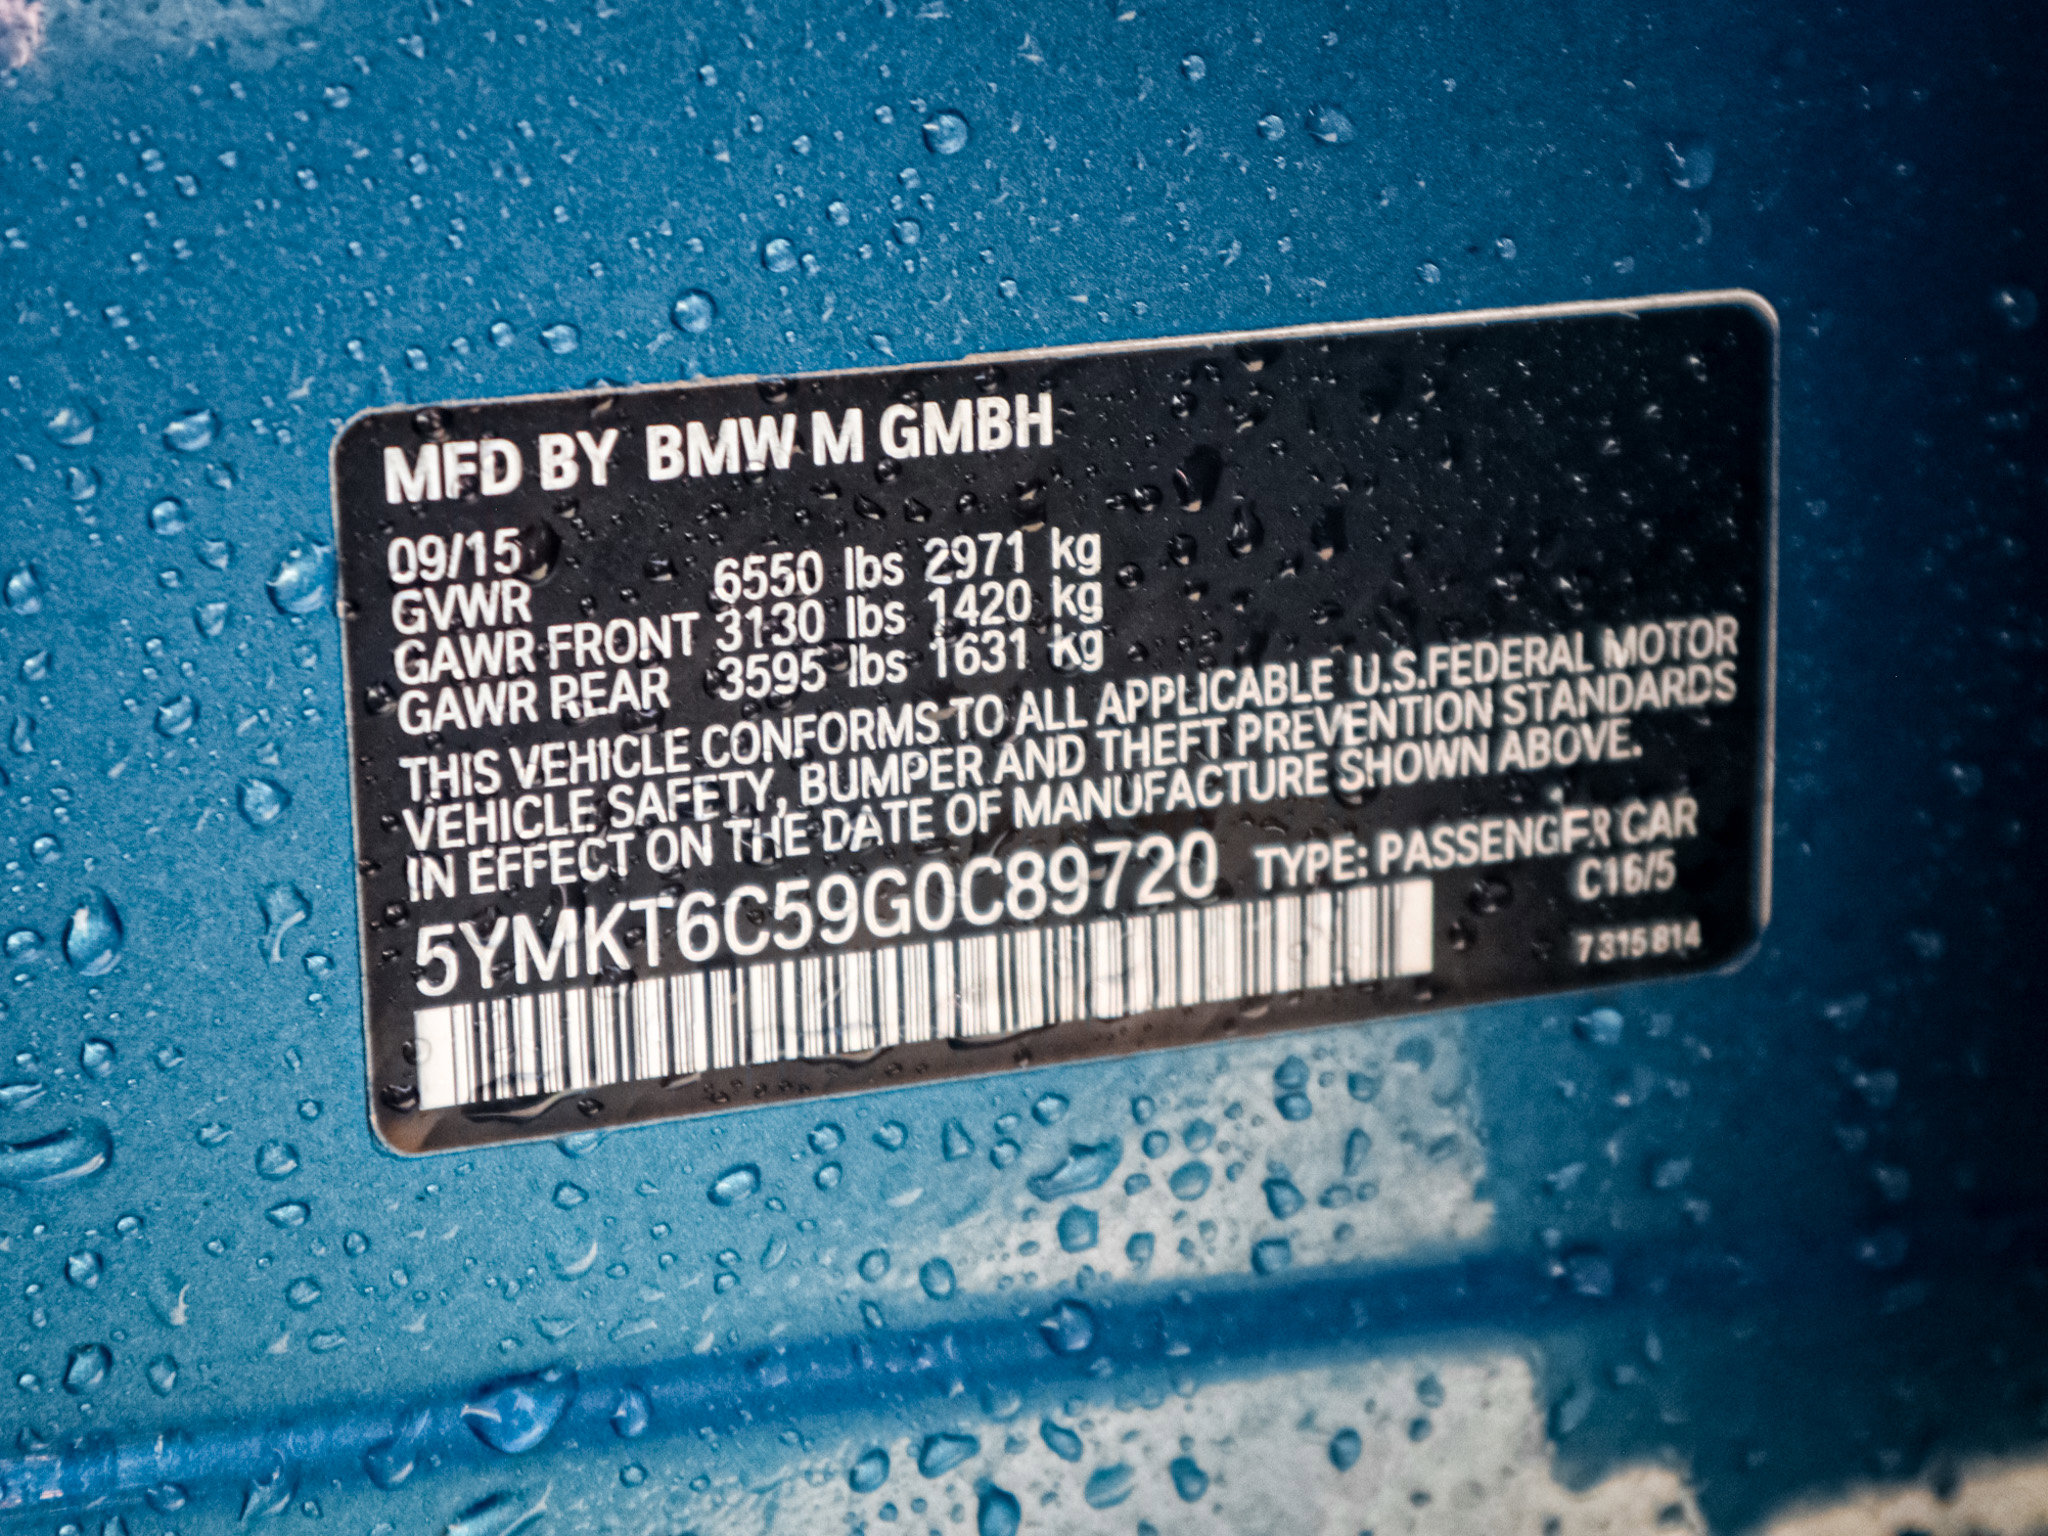 MFD BY BMW M GMBH
09/15
GVWR 6550 lbs 2971 kg
GAWR FRONT 3130 lbs 1420 kg
GAWR REAR 3595 lbs 1631 kg
THIS VEHICLE CONFORMS TO ALL APPLICABLE U.S.FEDERAL MOTOR
VEHICLE SAFETY, BUMPER AND THEFT PREVENTION STANDARDS
IN EFFECT ON THE DATE OF MANUFACTURE SHOWN ABOVE.
5YMKT6C59G0C89720 TYPE: PASSENGER CAR
C16/5
7 315 814